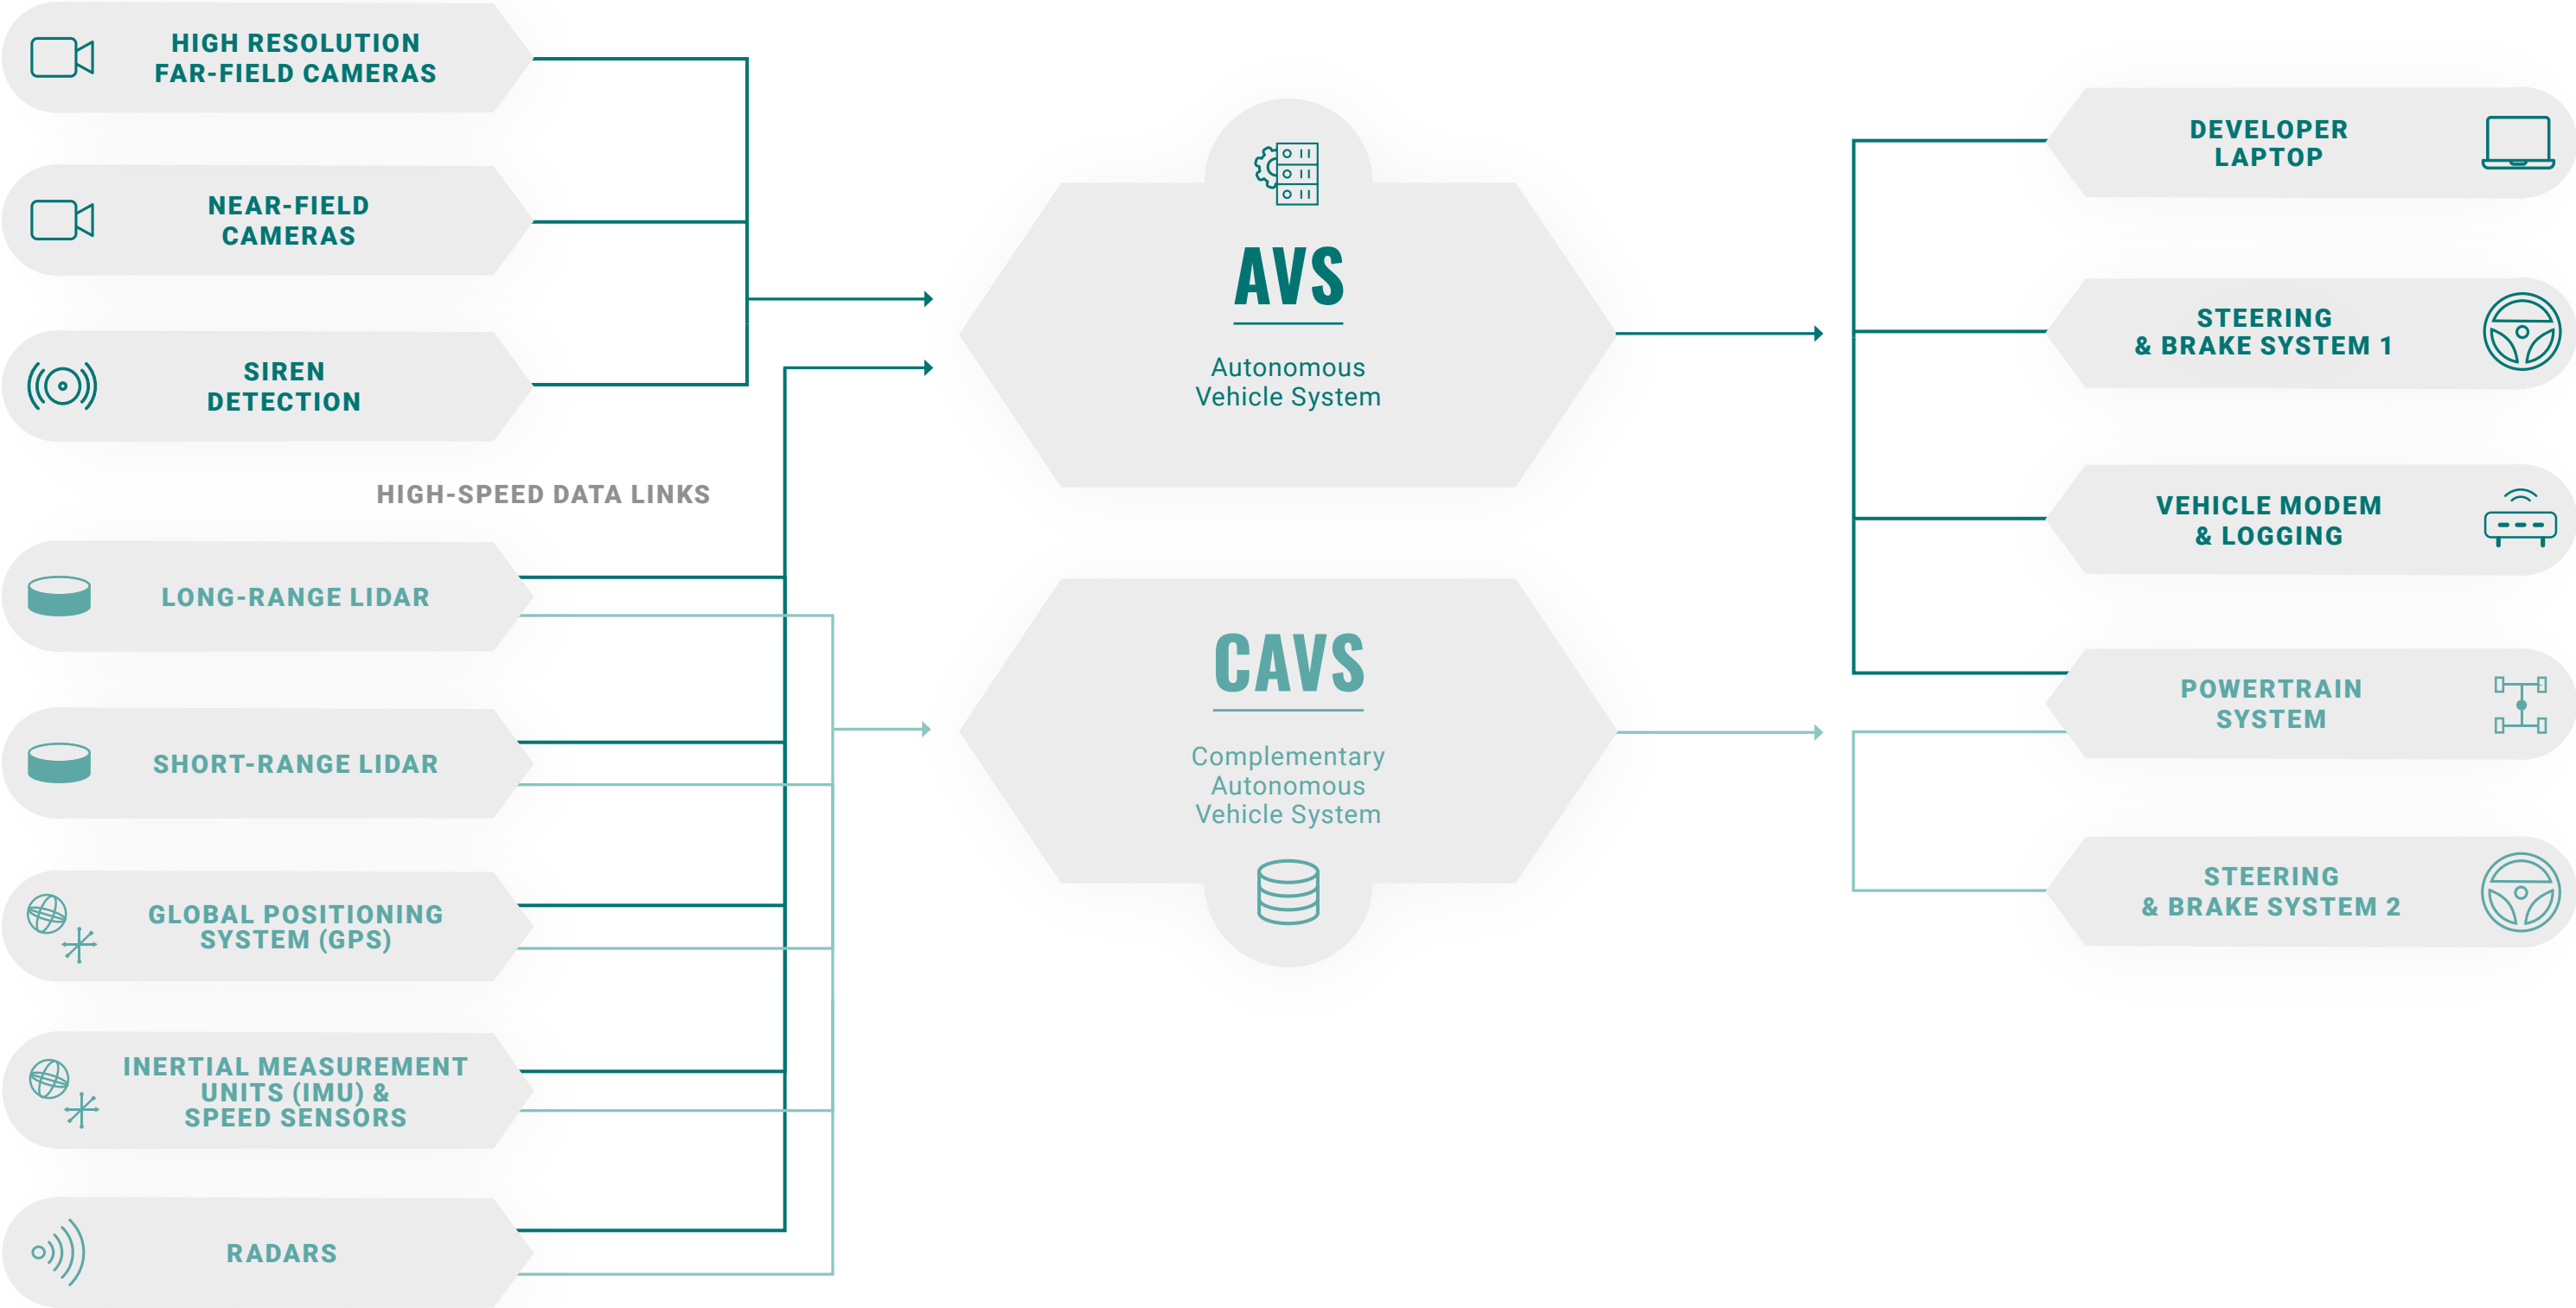 HIGH RESOLUTION
FAR-FIELD CAMERAS
NEAR-FIELD
CAMERAS
SIREN
DETECTION
HIGH-SPEED DATA LINKS
LONG-RANGE LIDAR
SHORT-RANGE LIDAR
GLOBAL POSITIONING
SYSTEM (GPS)
INERTIAL MEASUREMENT
UNITS (IMU) &
SPEED SENSORS
RADARS
AVS
Autonomous
Vehicle System
CAVS
Complementary
Autonomous
Vehicle System
DEVELOPER
LAPTOP
STEERING
& BRAKE SYSTEM 1
VEHICLE MODEM
& LOGGING
POWERTRAIN
SYSTEM
STEERING
& BRAKE SYSTEM 2